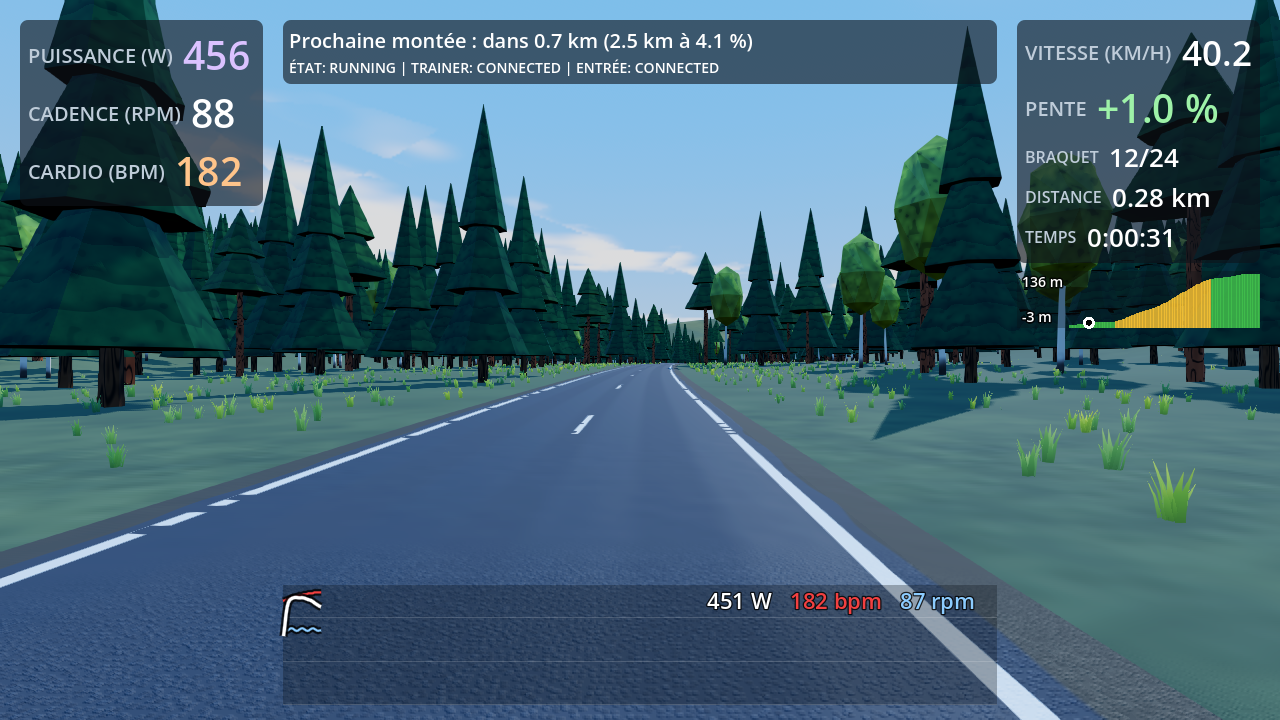 PUISSANCE (W) 456
CADENCE (RPM) 88
CARDIO (BPM) 182
Prochaine montée : dans 0.7 km (2.5 km à 4.1 %)
ÉTAT: RUNNING | TRAINER: CONNECTED | ENTRÉE: CONNECTED
VITESSE (KM/H) 40.2
PENTE +1.0 %
BRAQUET 12/24
DISTANCE 0.28 km
TEMPS 0:00:31
136 m
-3 m
451 W 182 bpm 87 rpm